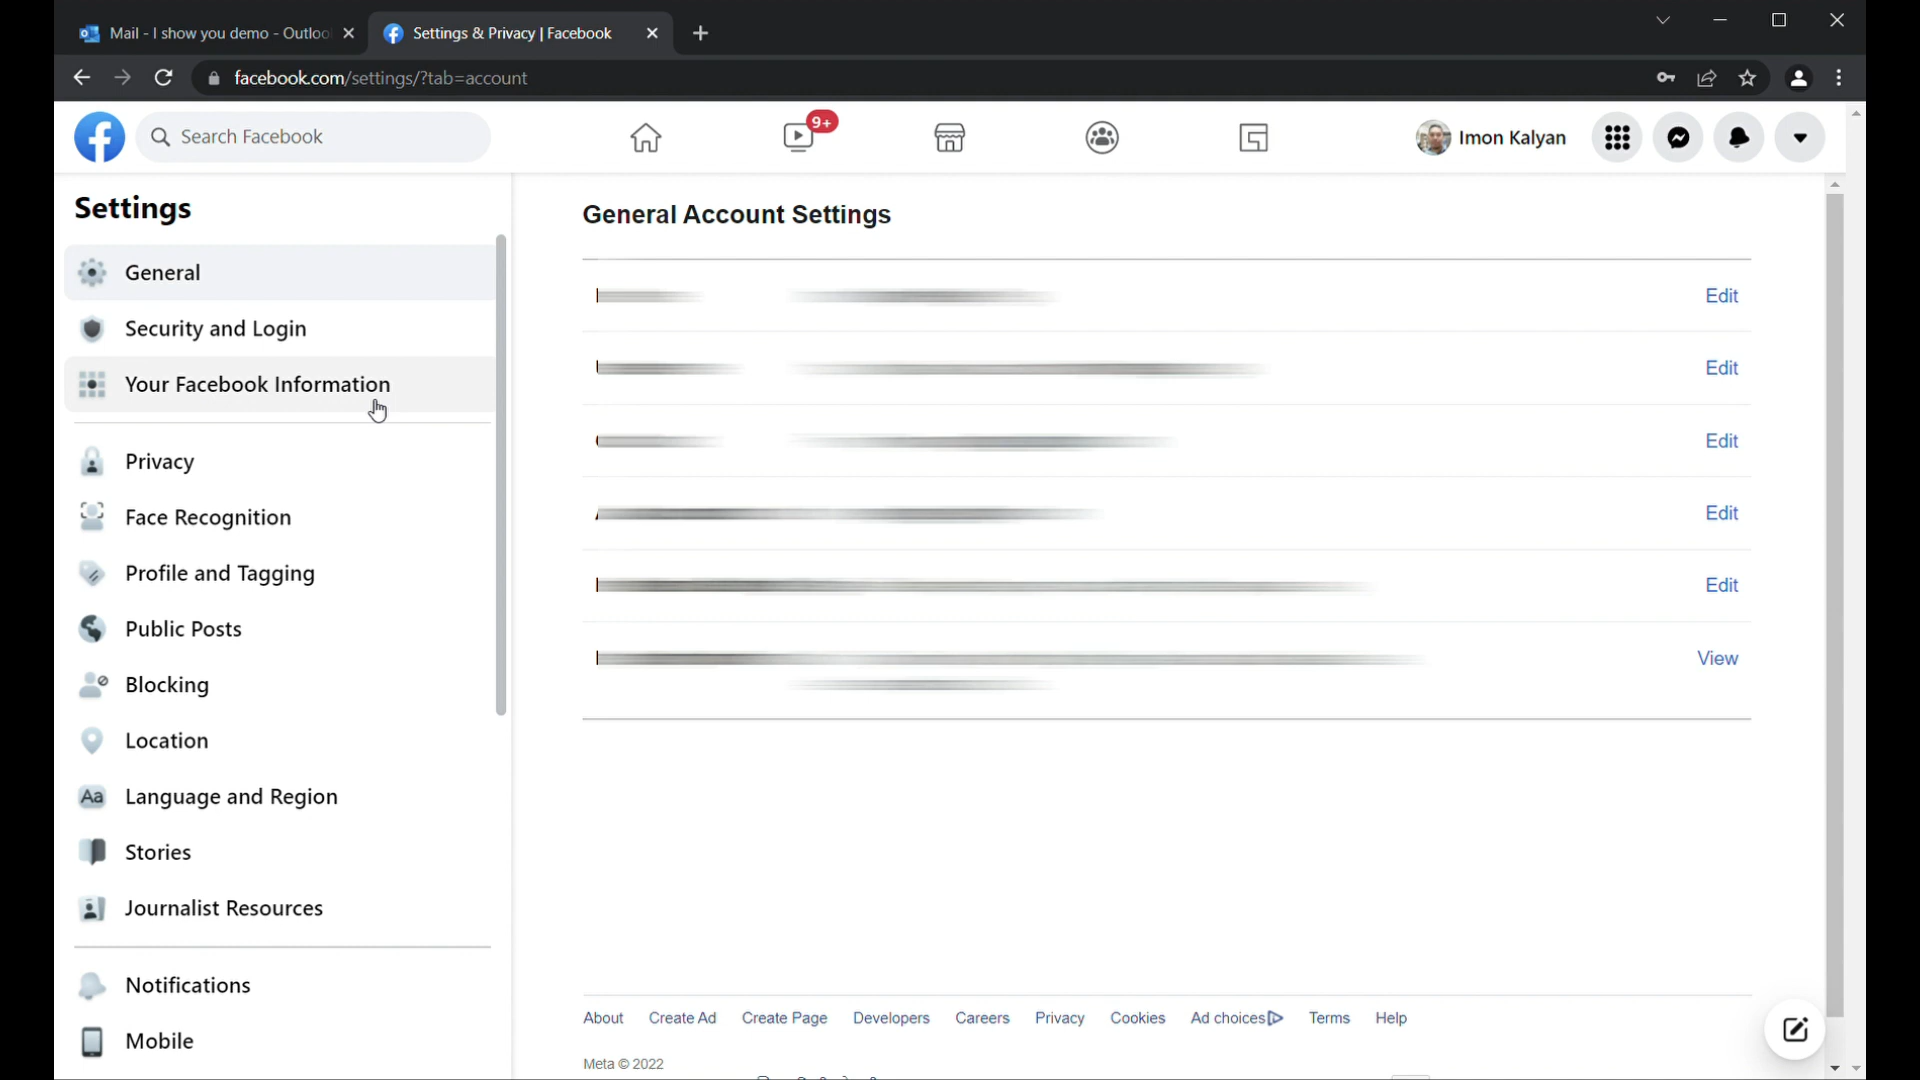 Mail - I show you demo - Outloo
Settings & Privacy | Facebook
facebook.com/settings/?tab=account
Search Facebook
9+
Imon Kalyan
Settings
General
Security and Login
Your Facebook Information
Privacy
Face Recognition
Profile and Tagging
Public Posts
Blocking
Location
Aa Language and Region
Stories
Journalist Resources
Notifications
Mobile
General Account Settings
Edit
Edit
Edit
Edit
Edit
View
About Create Ad Create Page Developers Careers Privacy Cookies Ad choices Terms Help
Meta © 2022